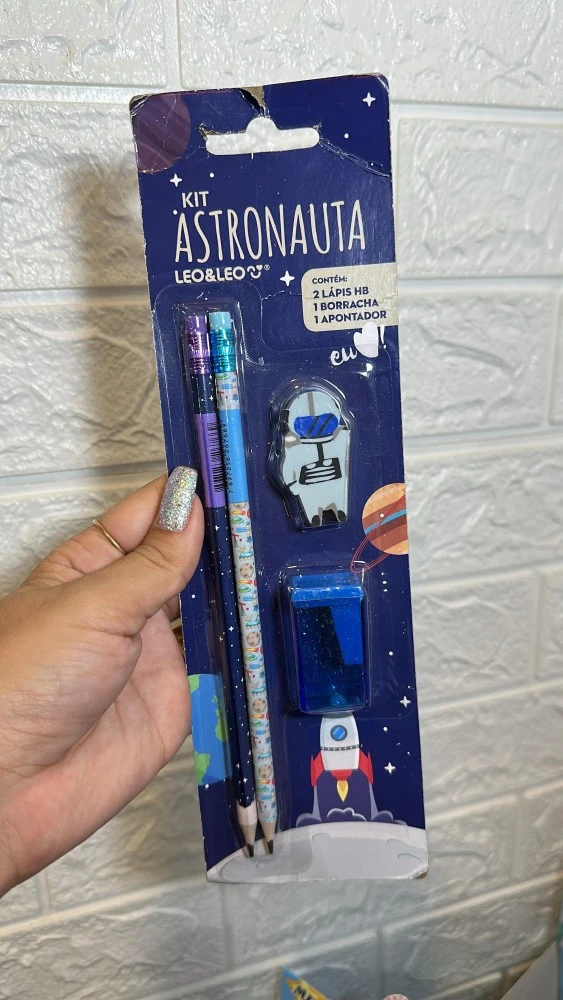 KIT
ASTRONAUTA
LEO&LEO®
CONTÉM:
2 LÁPIS HB
1 BORRACHA
1 APONTADOR
eu !